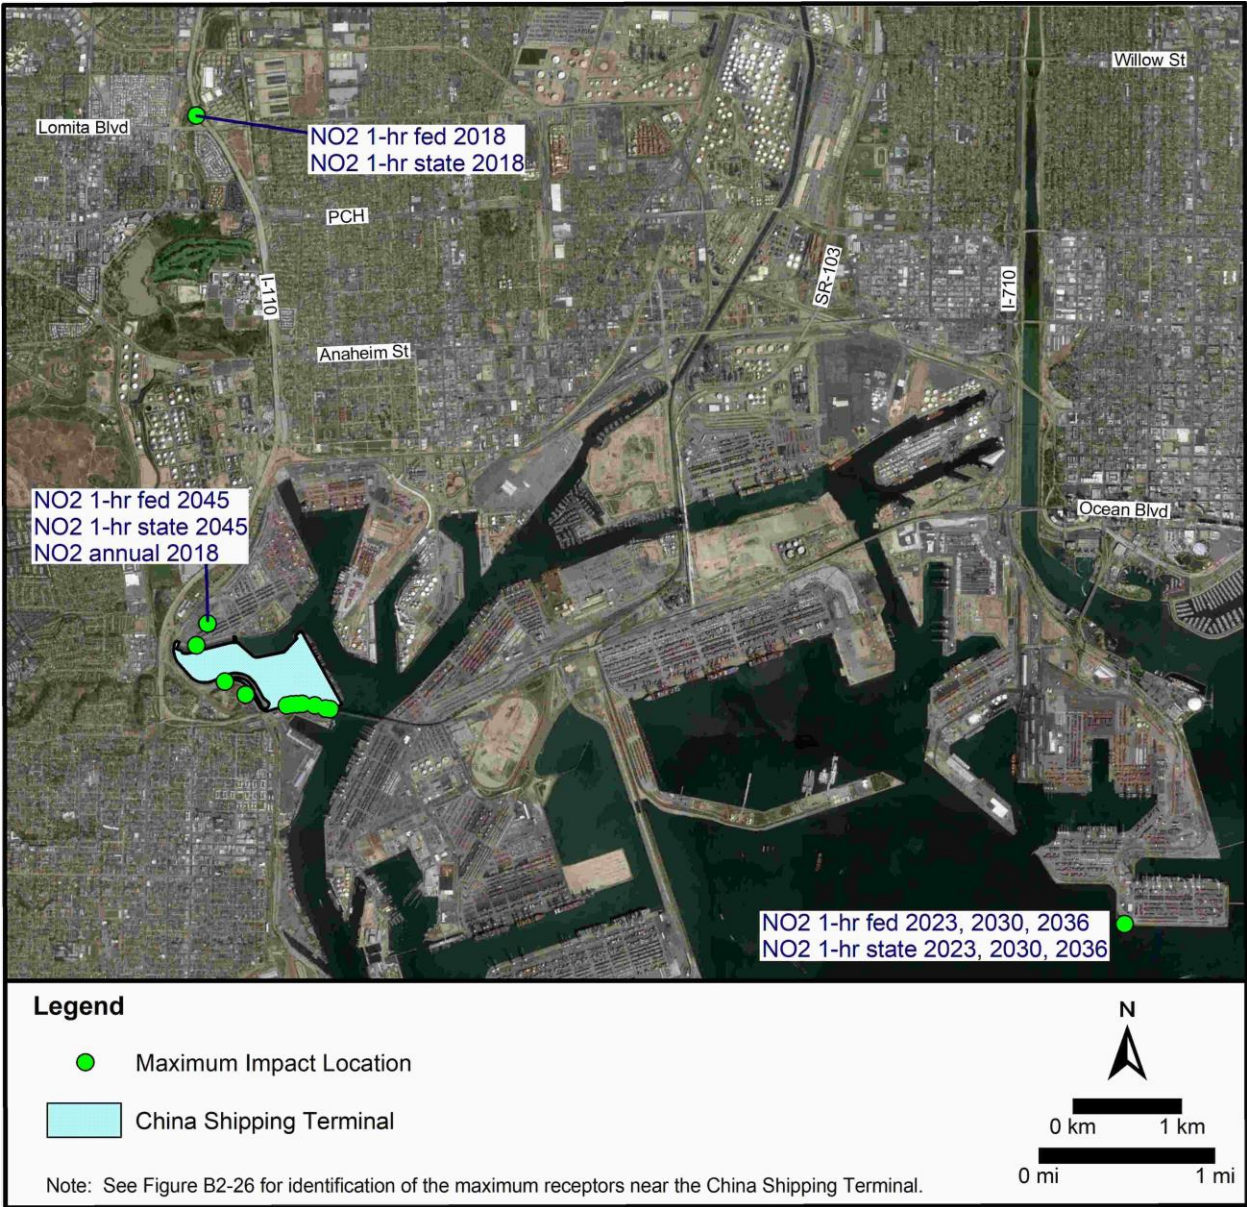 Willow St
Lomita Blvd
NO2 1-hr fed 2018
NO2 1-hr state 2018
PCH
I-110
SR-103
I-710
Anaheim St
NO2 1-hr fed 2045
NO2 1-hr state 2045
NO2 annual 2018
Ocean Blvd
NO2 1-hr fed 2023, 2030, 2036
NO2 1-hr state 2023, 2030, 2036
Legend
Maximum Impact Location
China Shipping Terminal
N
0 km 1 km
0 mi 1 mi
Note: See Figure B2-26 for identification of the maximum receptors near the China Shipping Terminal.